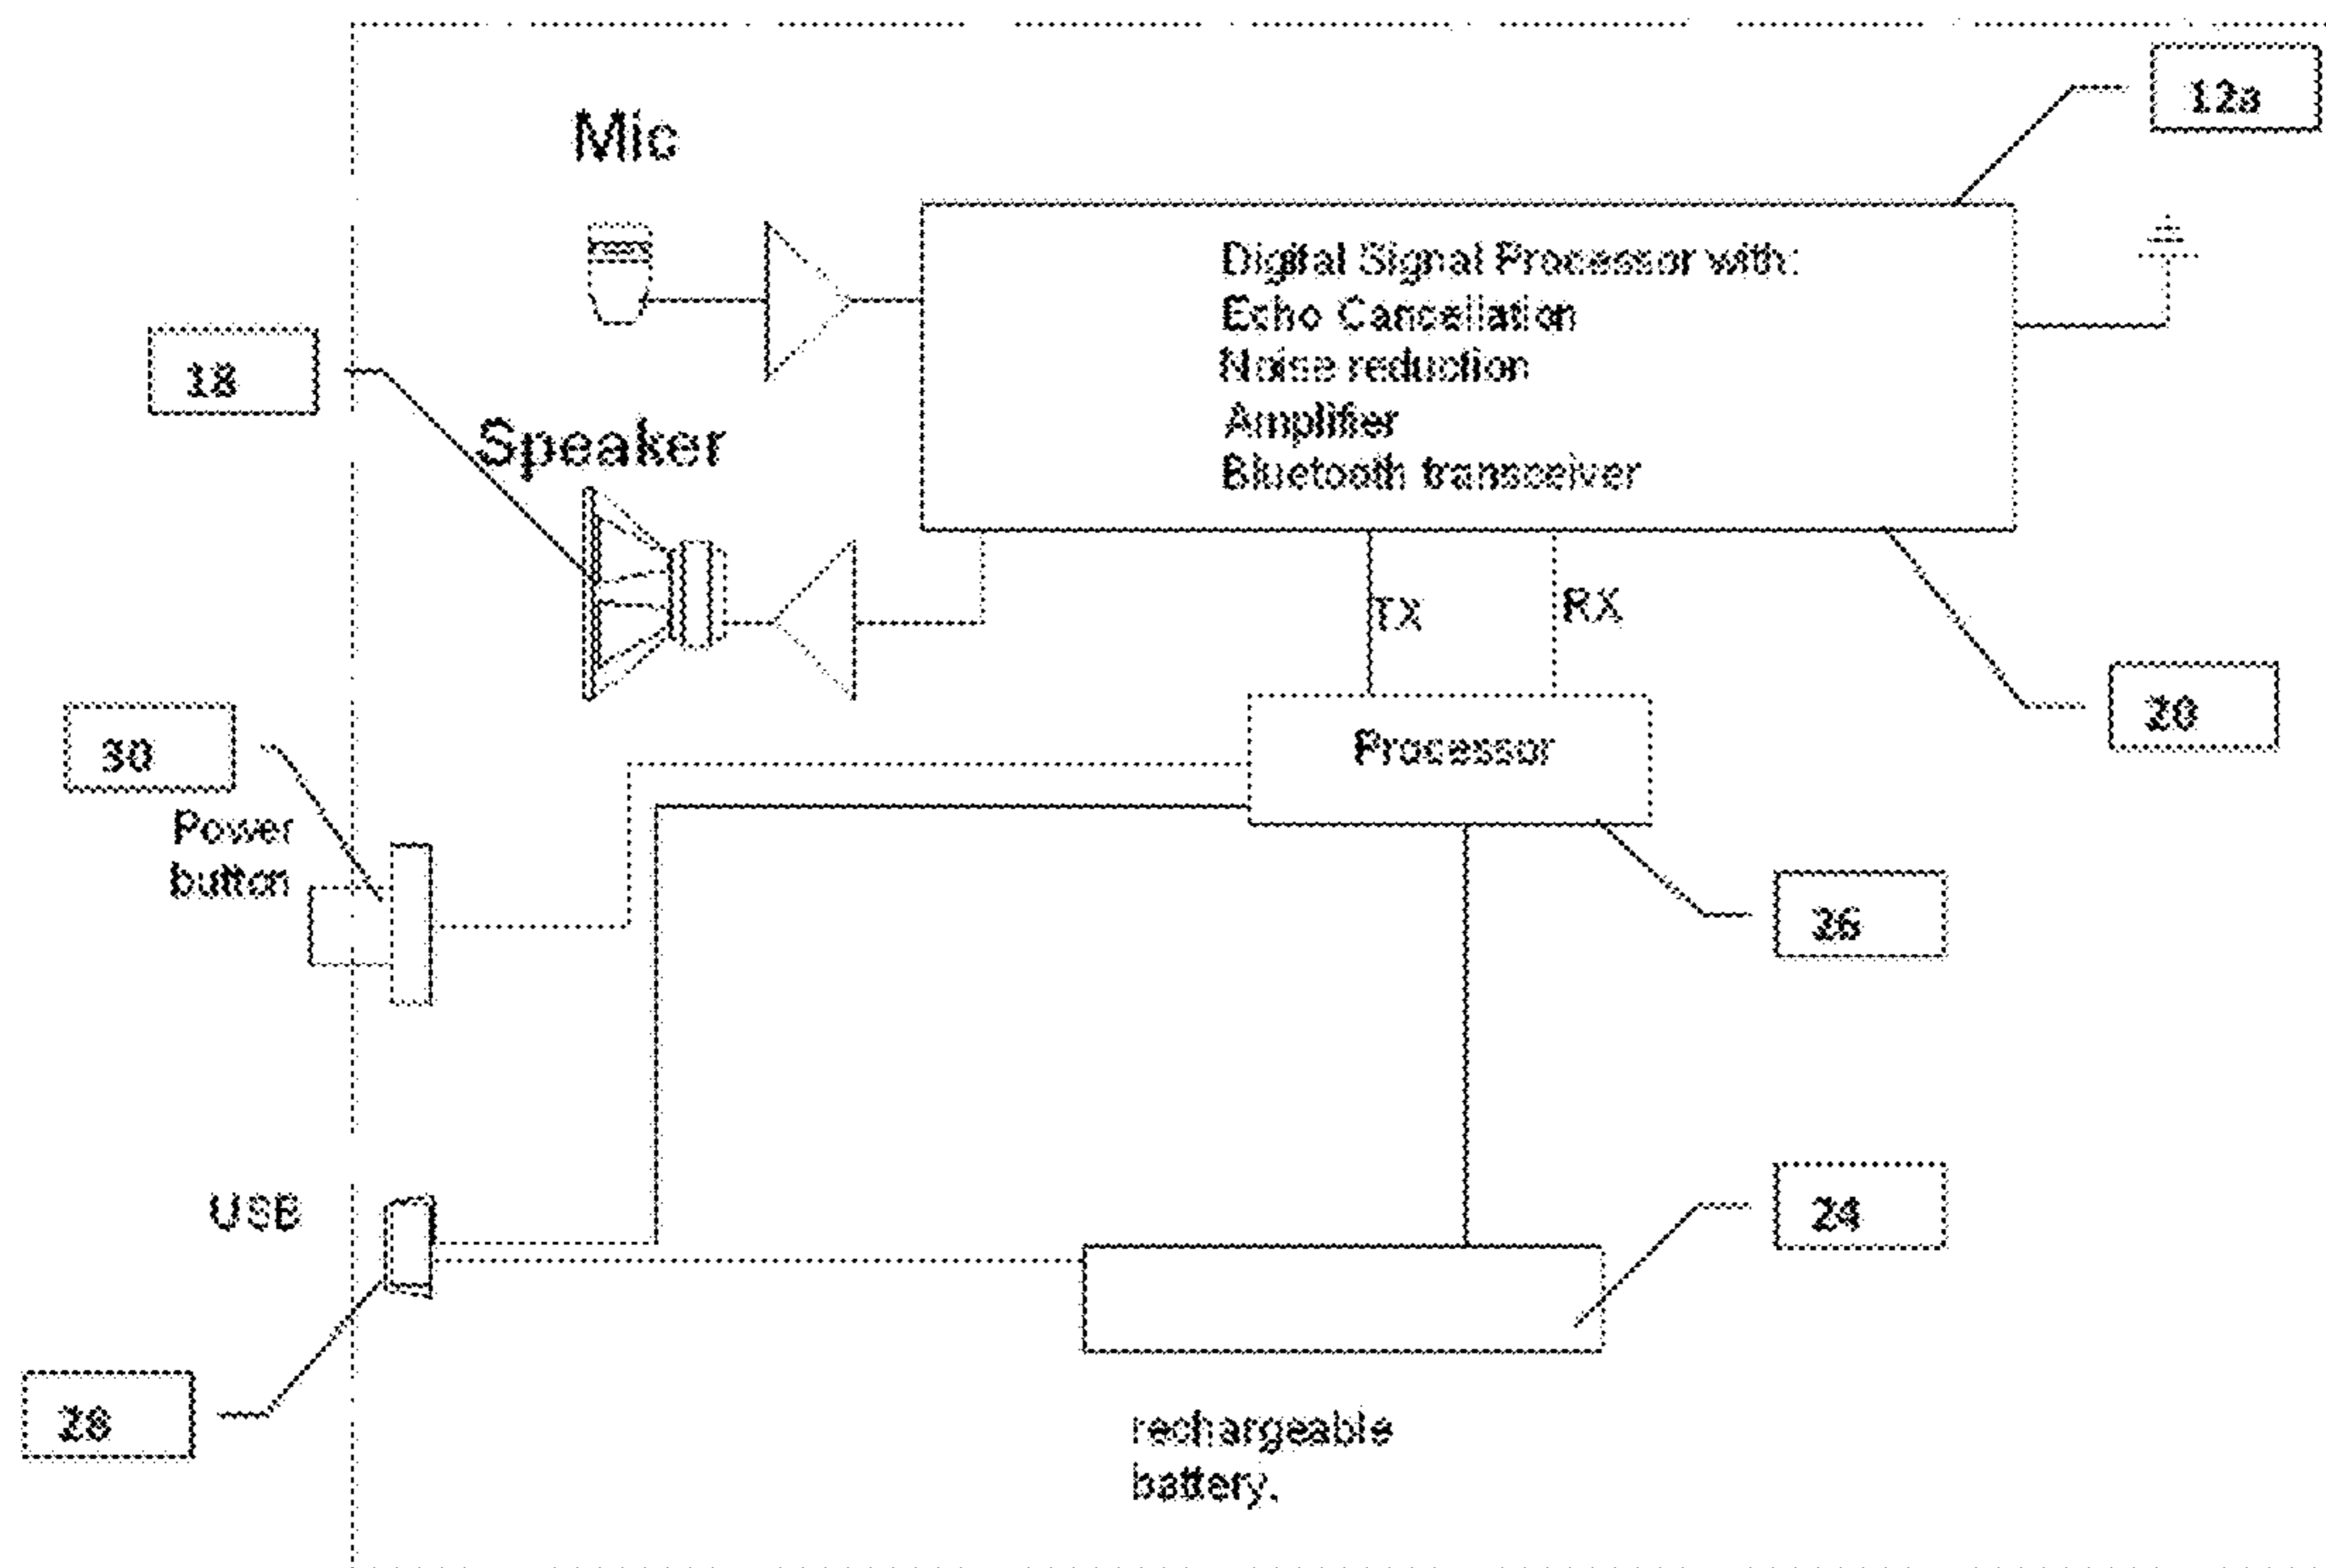 12a
Mic
Digital Signal Processor with:
Echo Cancellation
Noise reduction
Amplifier
Bluetooth transceiver
18
Speaker
TX
RX
20
30
Processor
Power
button
26
USB
24
28
rechargeable
battery.